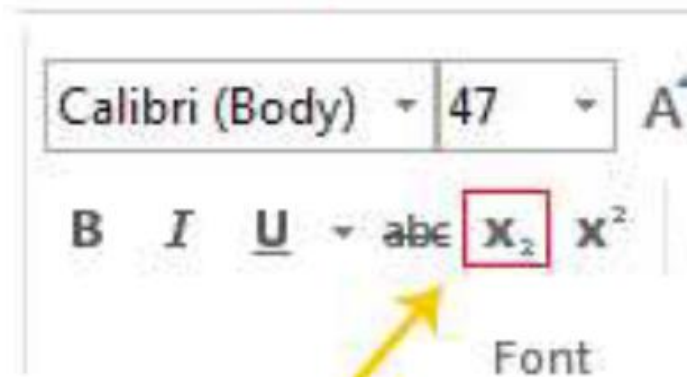 Calibri (Body) 47 A
B I U abc X₂ X²
Font